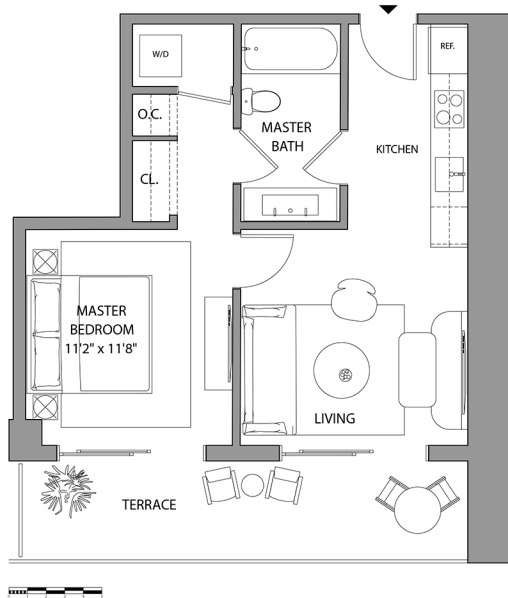 W/D
REF.
O.C.
MASTER
BATH
KITCHEN
CL.
MASTER
BEDROOM
11'2" x 11'8"
LIVING
TERRACE